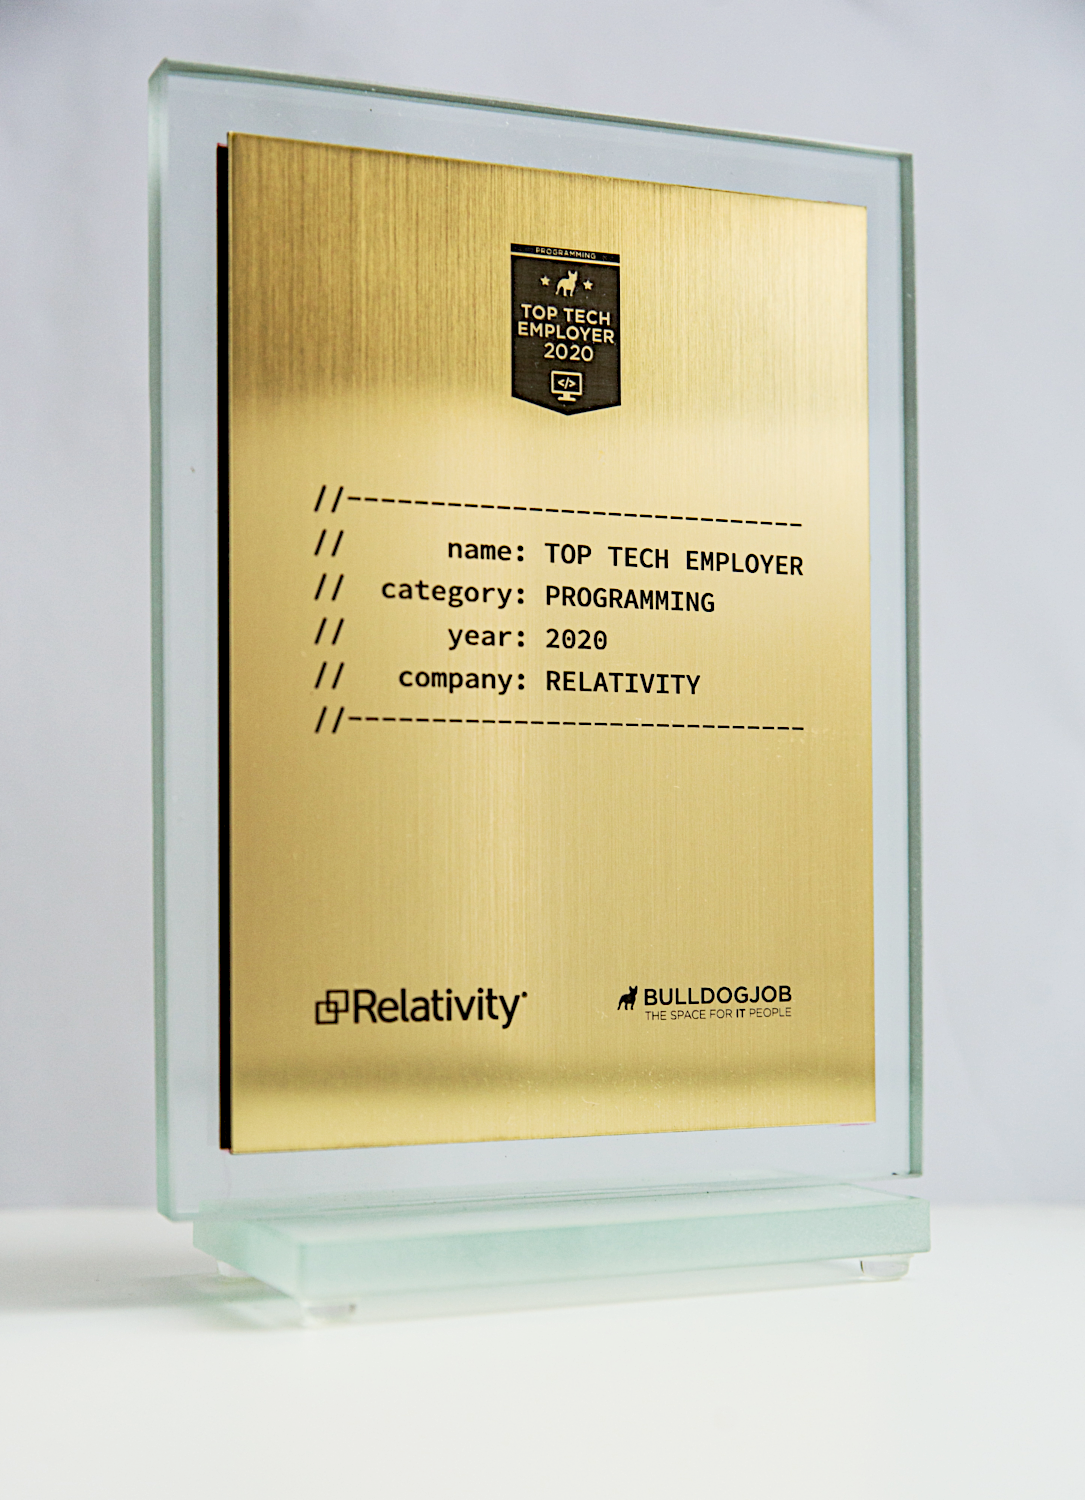 PROGRAMMING
TOP TECH
EMPLOYER
2020
</>
//----------------------------
// name: TOP TECH EMPLOYER
// category: PROGRAMMING
// year: 2020
// company: RELATIVITY
//----------------------------
Relativity
BULLDOGJOB
THE SPACE FOR IT PEOPLE